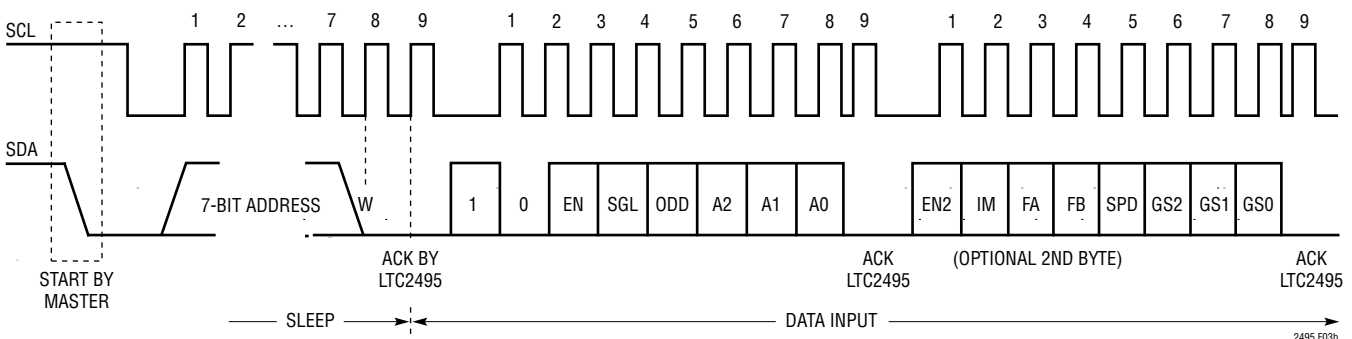 SCL
1 2 … 7 8 9 1 2 3 4 5 6 7 8 9 1 2 3 4 5 6 7 8 9
SDA
7-BIT ADDRESS W 1 0 EN SGL ODD A2 A1 A0 EN2 IM FA FB SPD GS2 GS1 GS0
START BY
MASTER
ACK BY
LTC2495
ACK
LTC2495
(OPTIONAL 2ND BYTE)
ACK
LTC2495
SLEEP
DATA INPUT
2495 F03b